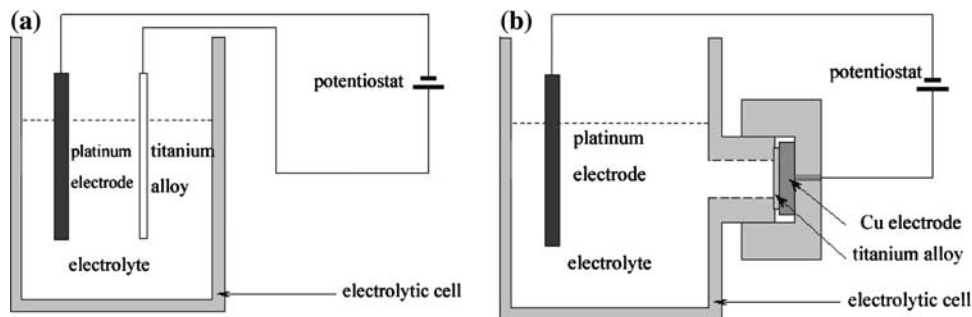 (a)
potentiostat
platinum
electrode
titanium
alloy
electrolyte
electrolytic cell
(b)
potentiostat
platinum
electrode
Cu electrode
titanium alloy
electrolyte
electrolytic cell